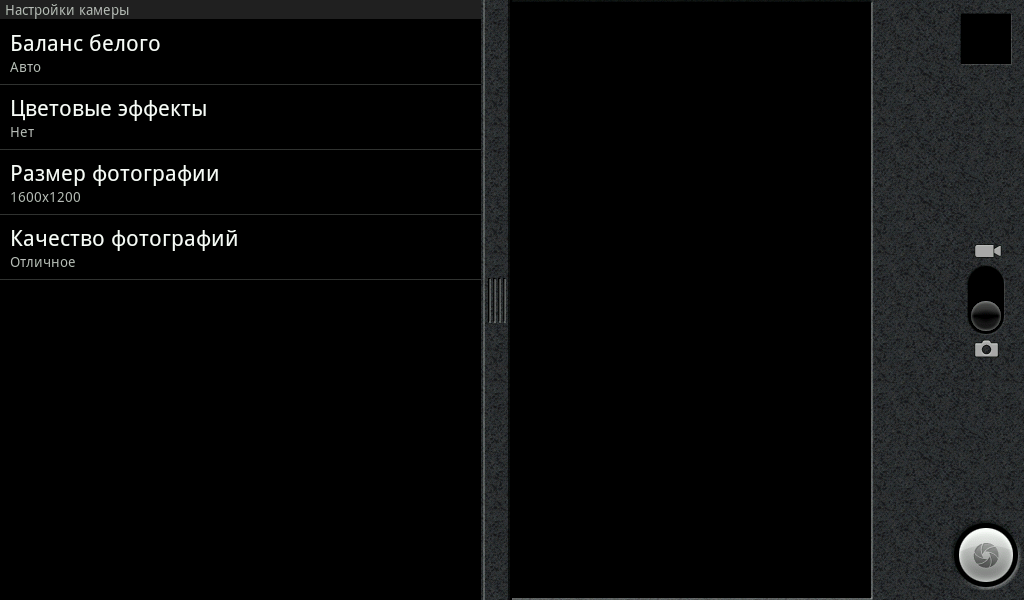 Настройки камеры
Баланс белого
Авто
Цветовые эффекты
Нет
Размер фотографии
1600x1200
Качество фотографий
Отличное